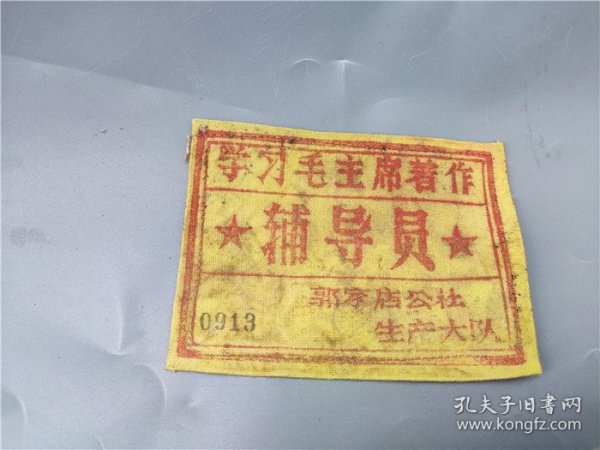 学习毛主席著作
★辅导员★
郭家店公社
0913
生产大队
孔夫子旧书网
www.kongfz.com